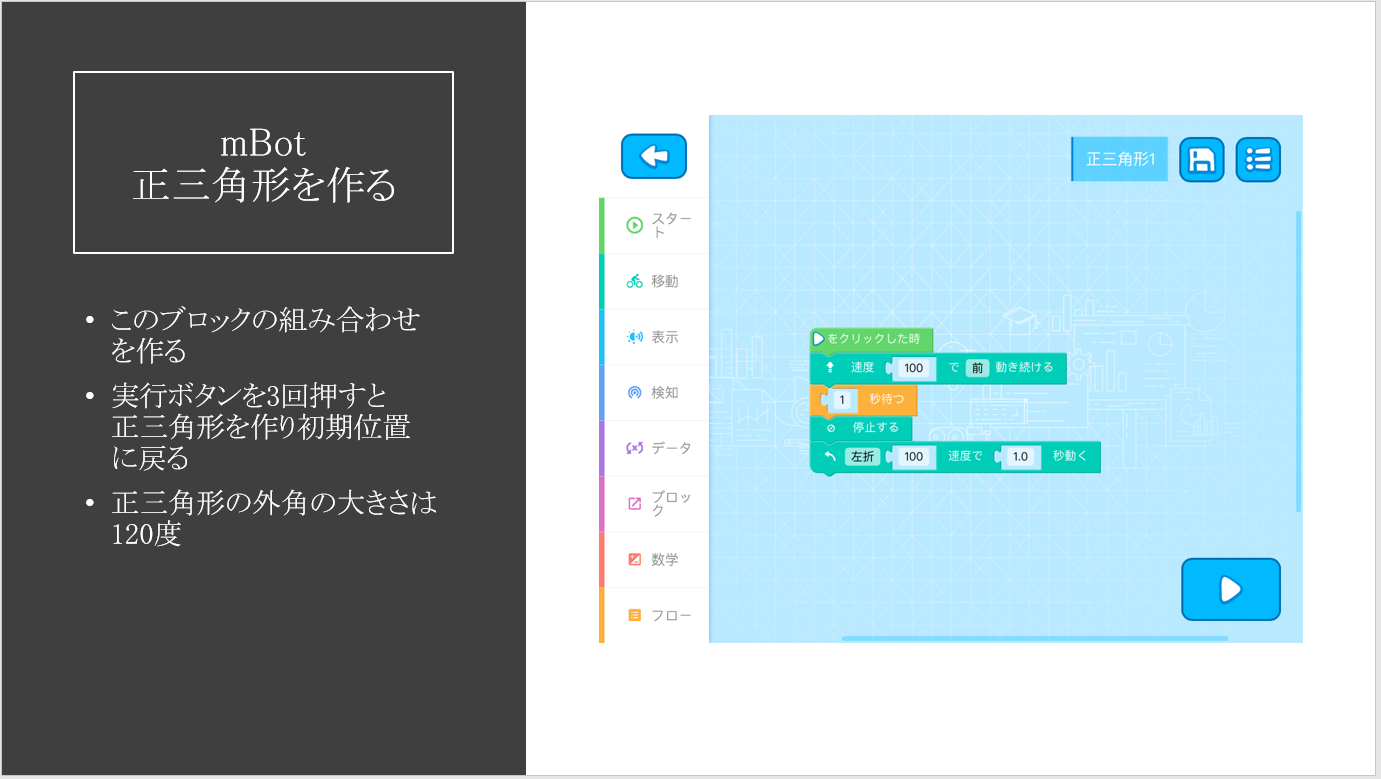 mBot
正三角形を作る
• このブロックの組み合わせ
を作る
• 実行ボタンを3回押すと
正三角形を作り初期位置
に戻る
• 正三角形の外角の大きさは
120度
正三角形1
スター
ト
移動
表示
検知
データ
ブロッ
ク
数学
フロー
をクリックした時
速度 100 で 前 動き続ける
1 秒待つ
停止する
左折 100 速度で 1.0 秒動く